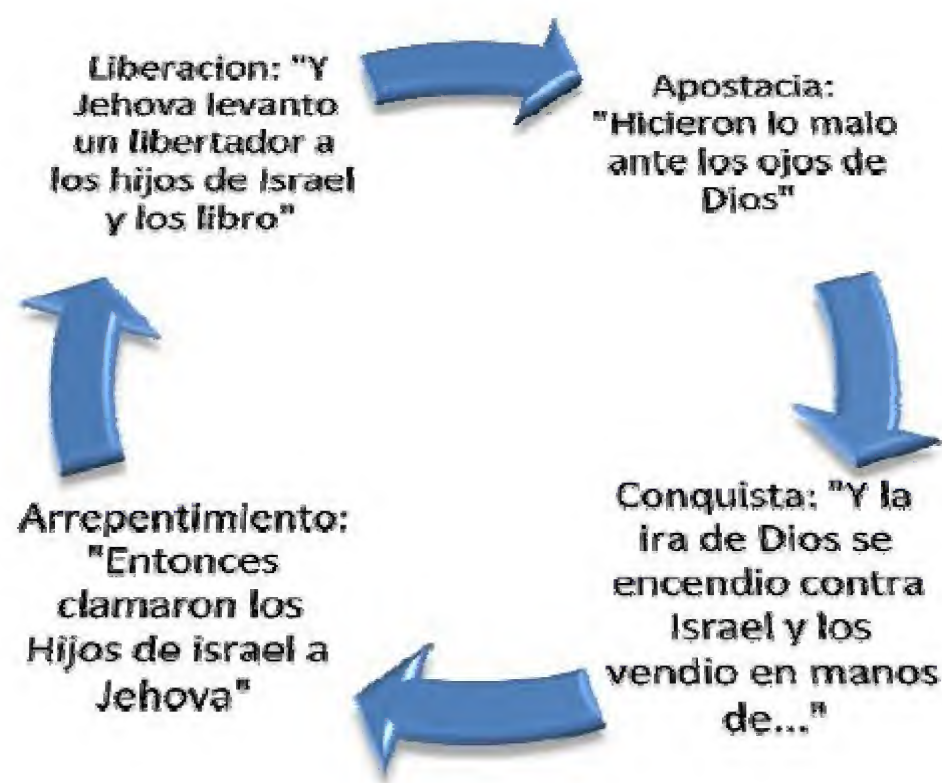 Liberacion: "Y
Jehova levanto
un libertador a
los hijos de Israel
y los libro"
Apostacia:
"Hicieron lo malo
ante los ojos de
Dios"
Conquista: "Y la
ira de Dios se
encendio contra
Israel y los
vendio en manos
de..."
Arrepentimiento:
"Entonces
clamaron los
Hijos de israel a
Jehova"